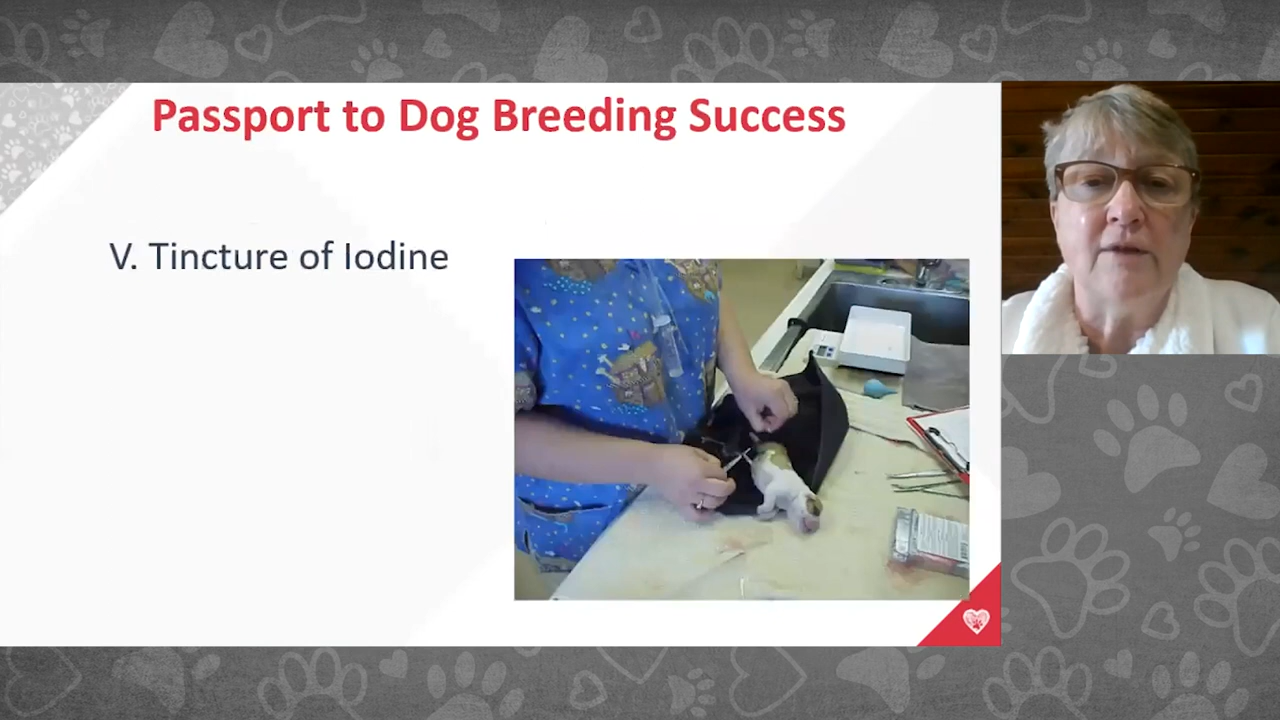 Passport to Dog Breeding Success
V. Tincture of Iodine